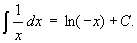 ∫ 1/x dx = ln(−x) + C.